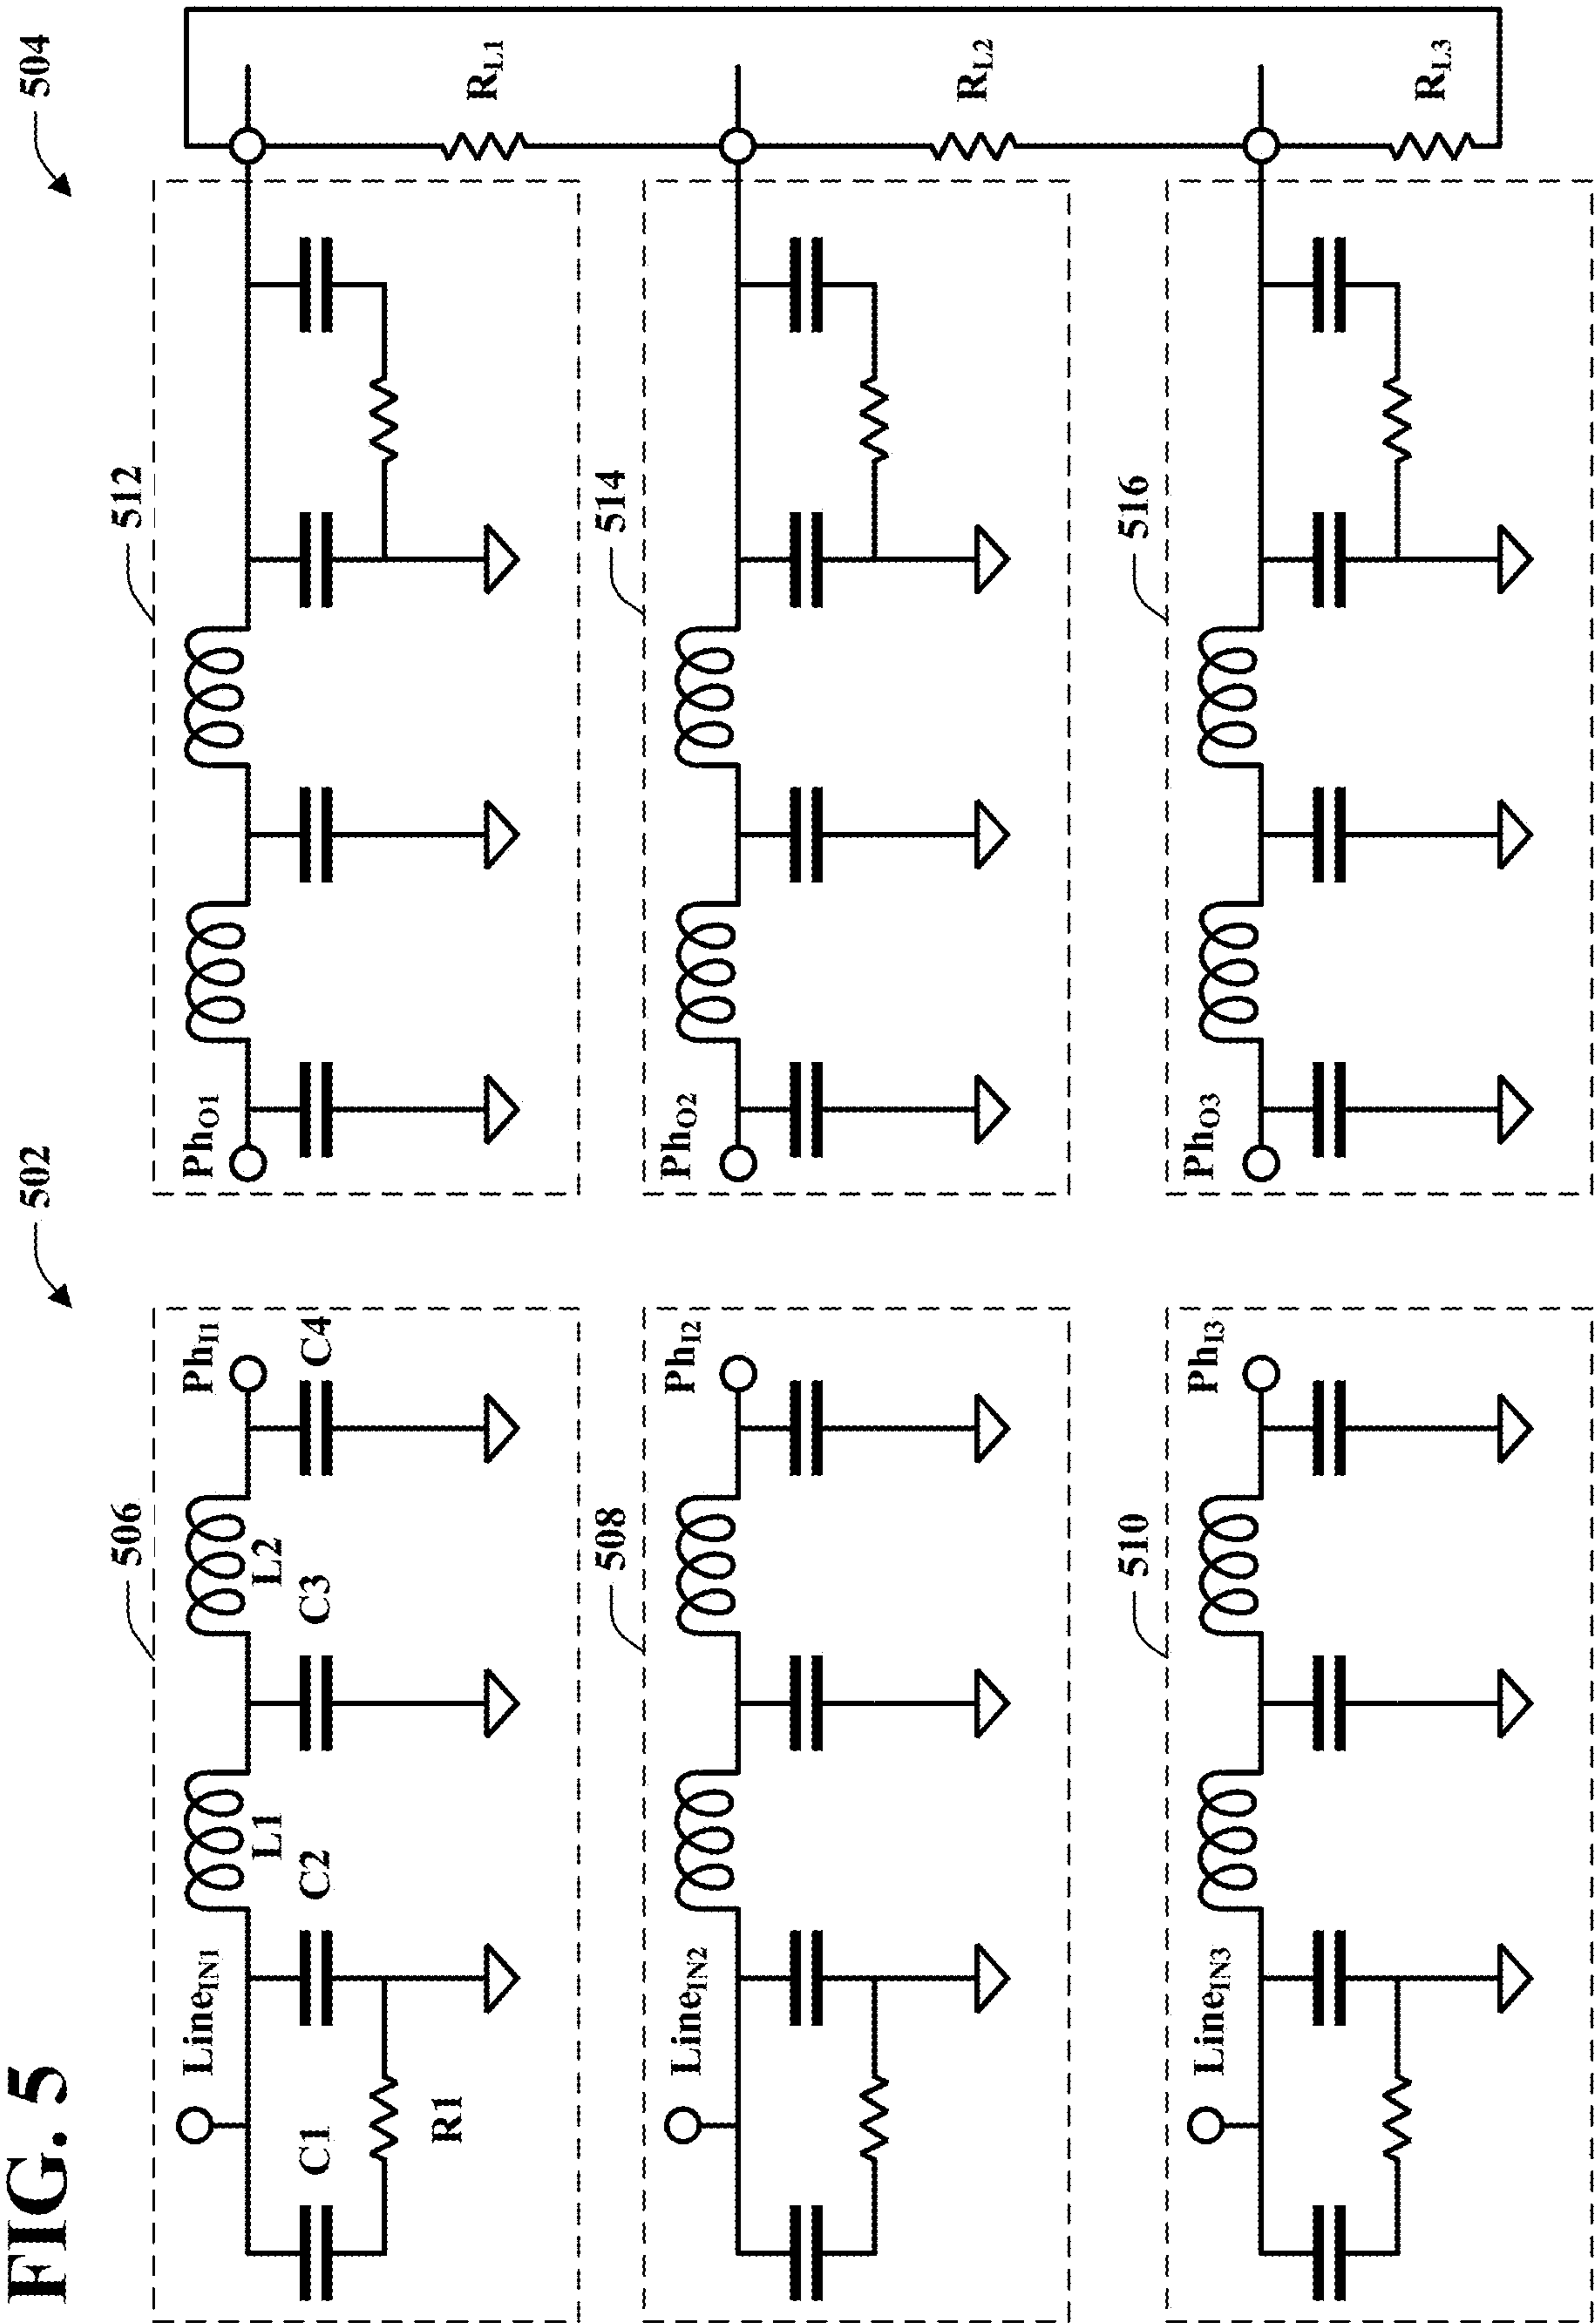 FIG. 5
502
504
506
Line_IN1
Ph_I1
C1
C2
C3
C4
L1
L2
R1
512
Ph_O1
R_L1
508
Line_IN2
Ph_I2
514
Ph_O2
R_L2
510
Line_IN3
Ph_I3
516
Ph_O3
R_L3